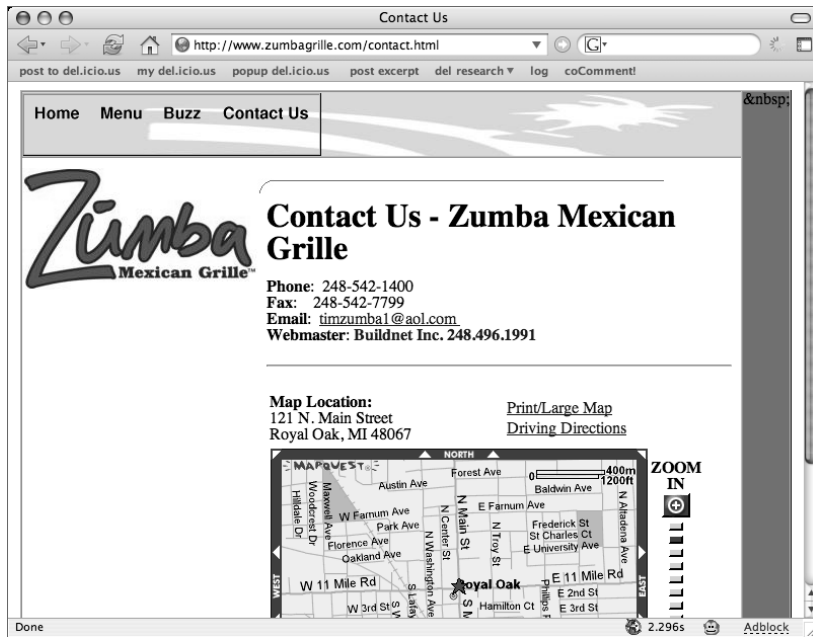 Contact Us
http://www.zumbagrille.com/contact.html
G
post to del.icio.us my del.icio.us popup del.icio.us post excerpt del research log coComment!
Home Menu Buzz Contact Us
&nbsp;
Zumba
Mexican Grille™
Contact Us - Zumba Mexican
Grille
Phone: 248-542-1400
Fax: 248-542-7799
Email: timzumba1@aol.com
Webmaster: Buildnet Inc. 248.496.1991
Map Location:
121 N. Main Street
Royal Oak, MI 48067
Print/Large Map
Driving Directions
NORTH
MAPQUEST
Forest Ave
0 400m
1200ft
ZOOM
IN
Austin Ave
Baldwin Ave
Hilldale Dr
Woodcrest Dr
Maxwell Ave
W Farnum Ave
Park Ave
Florence Ave
Oakland Ave
N Center St
N Main St
N Washington Ave
E Farnum Ave
N Troy St
Frederick St
St Charles Ct
E University Ave
N Altadena Ave
WEST
EAST
W 11 Mile Rd
Royal Oak
E 11 Mile Rd
E 2nd St
W 3rd St
S Lafay
S M
Hamilton Ct
Phillips
E 3rd St
Done
2.296s
Adblock